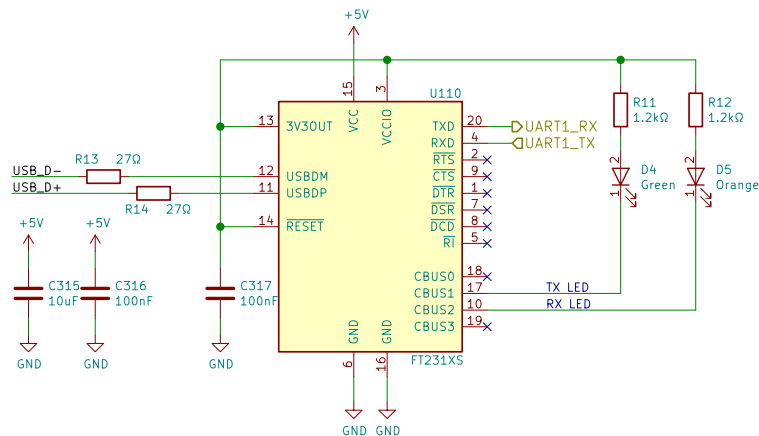 +5V
U110
15
3
VCC
VCCIO
13
3V3OUT
TXD
20
UART1_RX
RXD
4
UART1_TX
R11
1.2kΩ
R12
1.2kΩ
R13
27Ω
USB_D-
12
USBDM
RTS
2
USB_D+
11
USBDP
CTS
9
R14
27Ω
DTR
1
DSR
7
14
RESET
DCD
8
RI
5
2
D4
Green
1
2
D5
Orange
1
+5V
+5V
CBUS0
18
C315
10uF
C316
100nF
C317
100nF
CBUS1
17
TX LED
CBUS2
10
RX LED
CBUS3
19
GND
GND
6
16
FT231XS
GND
GND
GND
GND
GND